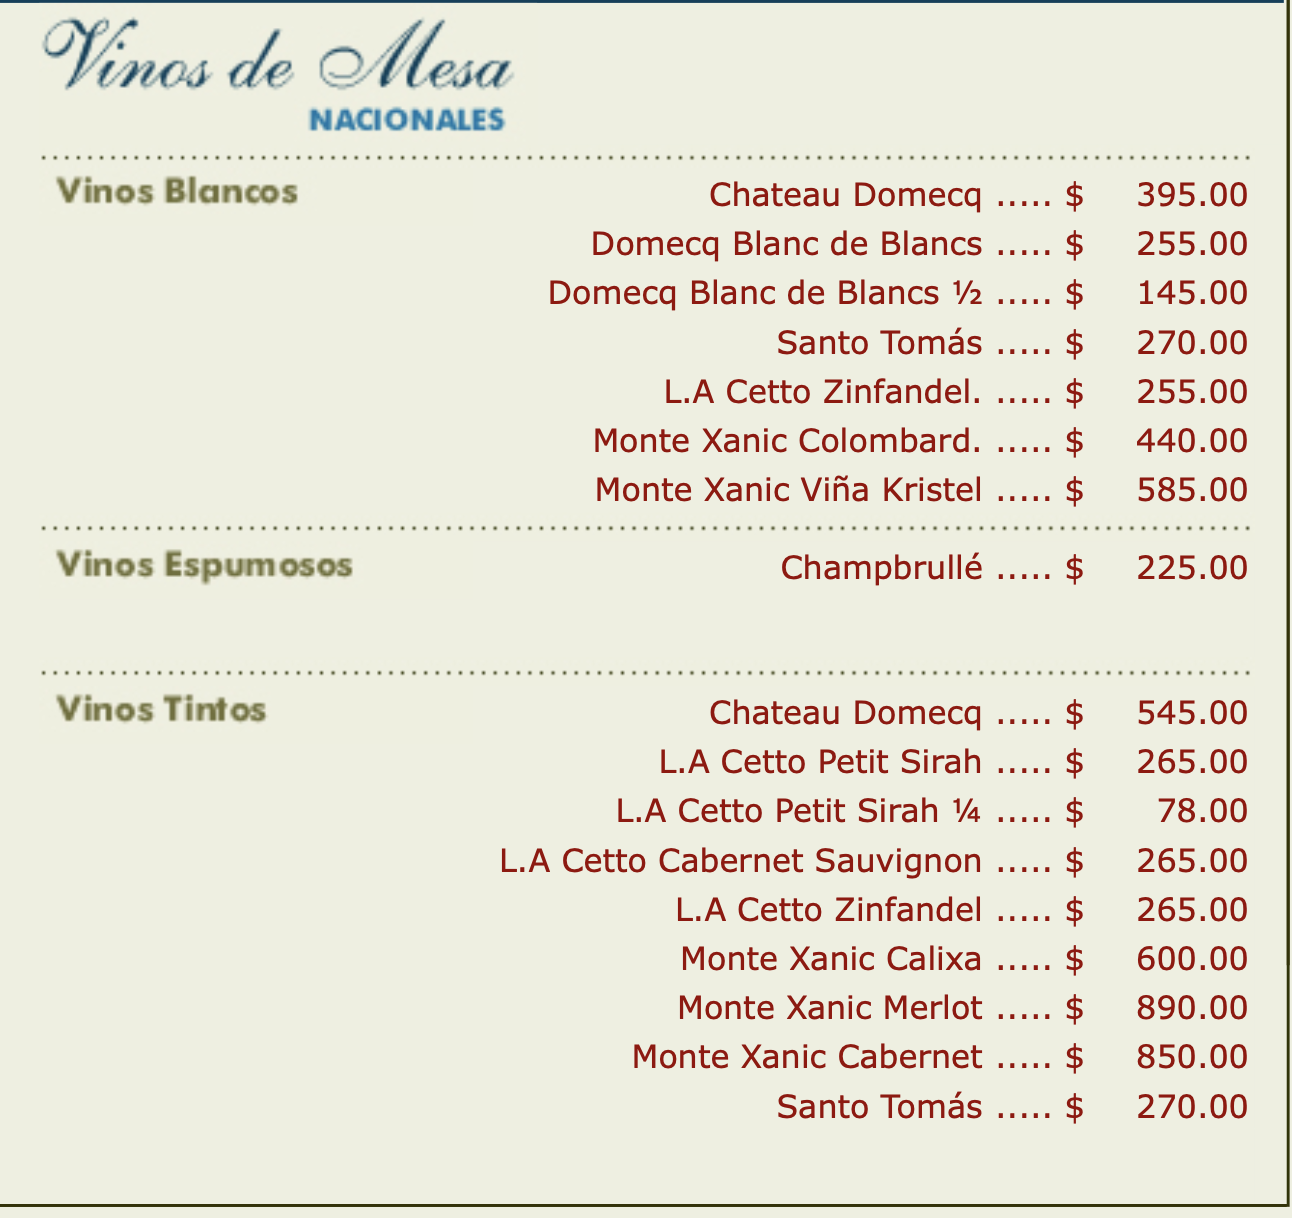 Vinos de Mesa
NACIONALES
Vinos Blancos
Chateau Domecq ..... $ 395.00
Domecq Blanc de Blancs ..... $ 255.00
Domecq Blanc de Blancs ½ ..... $ 145.00
Santo Tomás ..... $ 270.00
L.A Cetto Zinfandel. ..... $ 255.00
Monte Xanic Colombard. ..... $ 440.00
Monte Xanic Viña Kristel ..... $ 585.00
Vinos Espumosos
Champbrullé ..... $ 225.00
Vinos Tintos
Chateau Domecq ..... $ 545.00
L.A Cetto Petit Sirah ..... $ 265.00
L.A Cetto Petit Sirah ¼ ..... $ 78.00
L.A Cetto Cabernet Sauvignon ..... $ 265.00
L.A Cetto Zinfandel ..... $ 265.00
Monte Xanic Calixa ..... $ 600.00
Monte Xanic Merlot ..... $ 890.00
Monte Xanic Cabernet ..... $ 850.00
Santo Tomás ..... $ 270.00